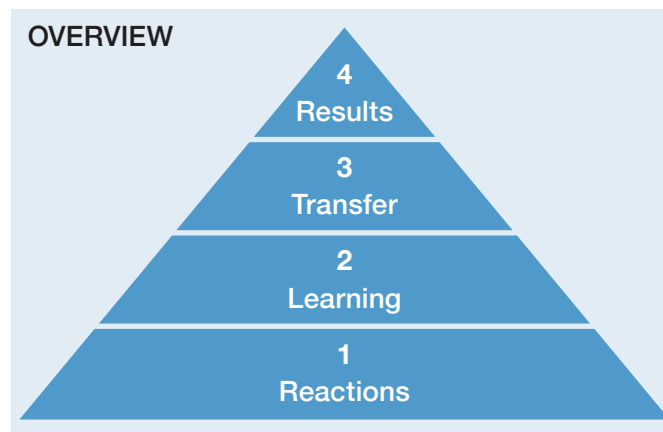 OVERVIEW
4
Results
3
Transfer
2
Learning
1
Reactions